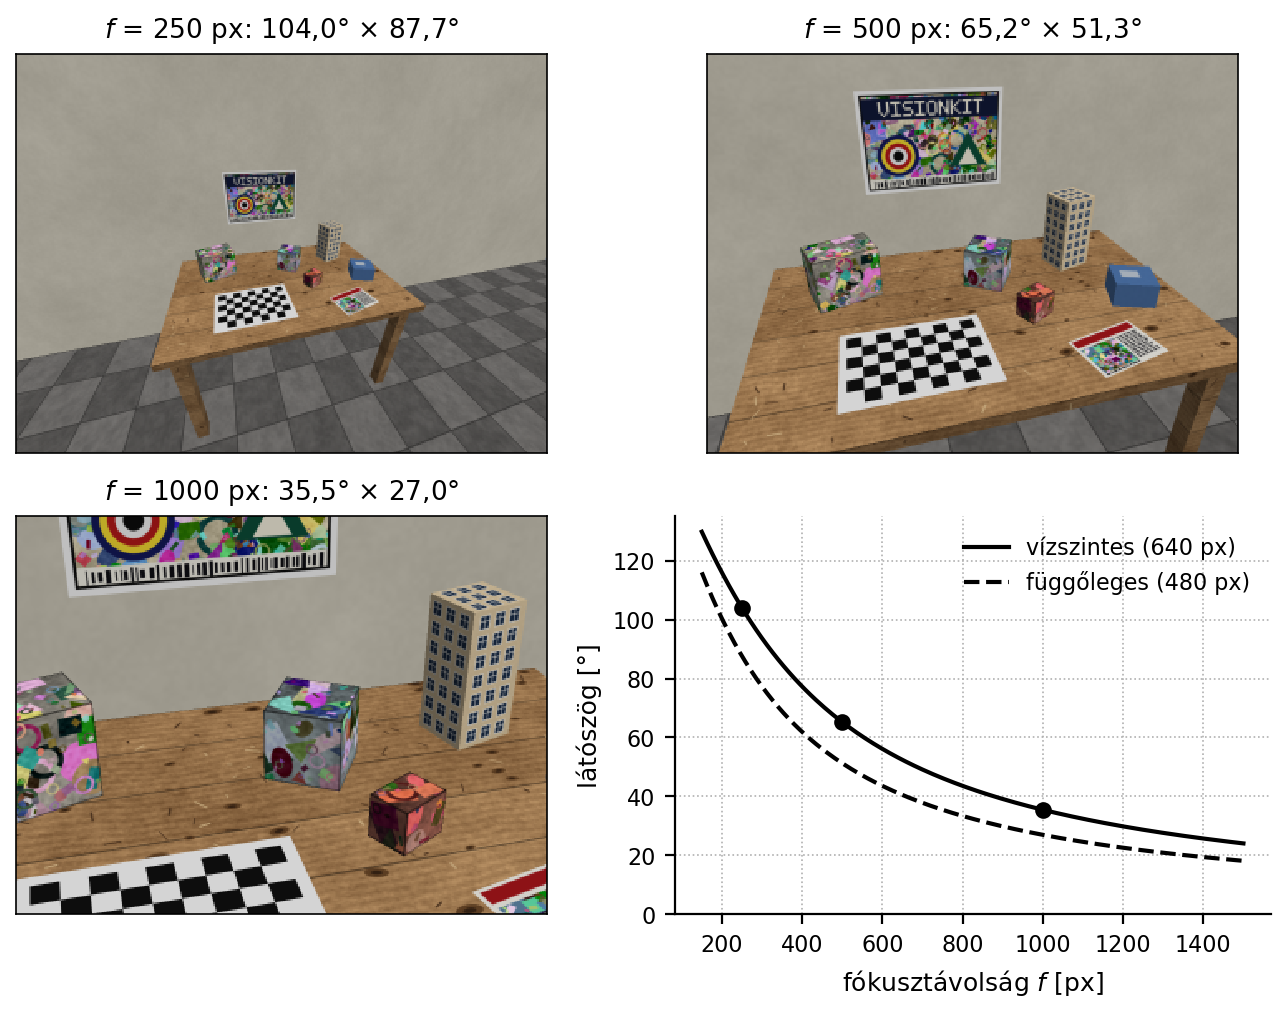 f = 250 px: 104,0° × 87,7°
VISIONKIT
f = 500 px: 65,2° × 51,3°
VISIONKIT
f = 1000 px: 35,5° × 27,0°
vízszintes (640 px)
függőleges (480 px)
120
100
80
60
40
20
0
látószög [°]
200 400 600 800 1000 1200 1400
fókusztávolság f [px]